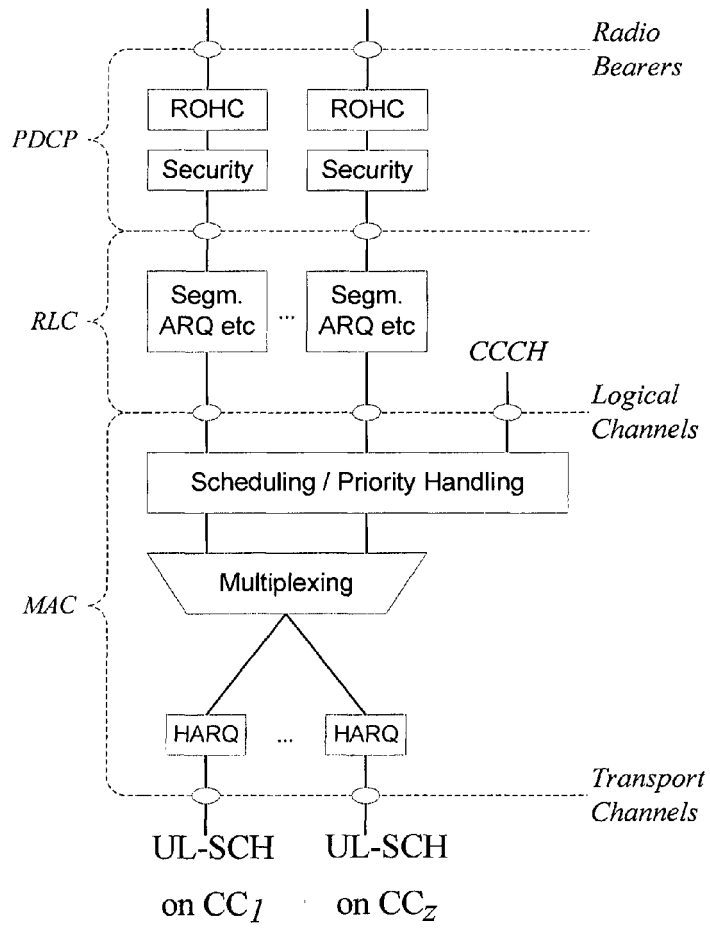 Radio
Bearers
ROHC
ROHC
PDCP
Security
Security
Segm.
ARQ etc
...
Segm.
ARQ etc
RLC
CCCH
Logical
Channels
Scheduling / Priority Handling
Multiplexing
MAC
HARQ
...
HARQ
Transport
Channels
UL-SCH
on CC1
UL-SCH
on CCz